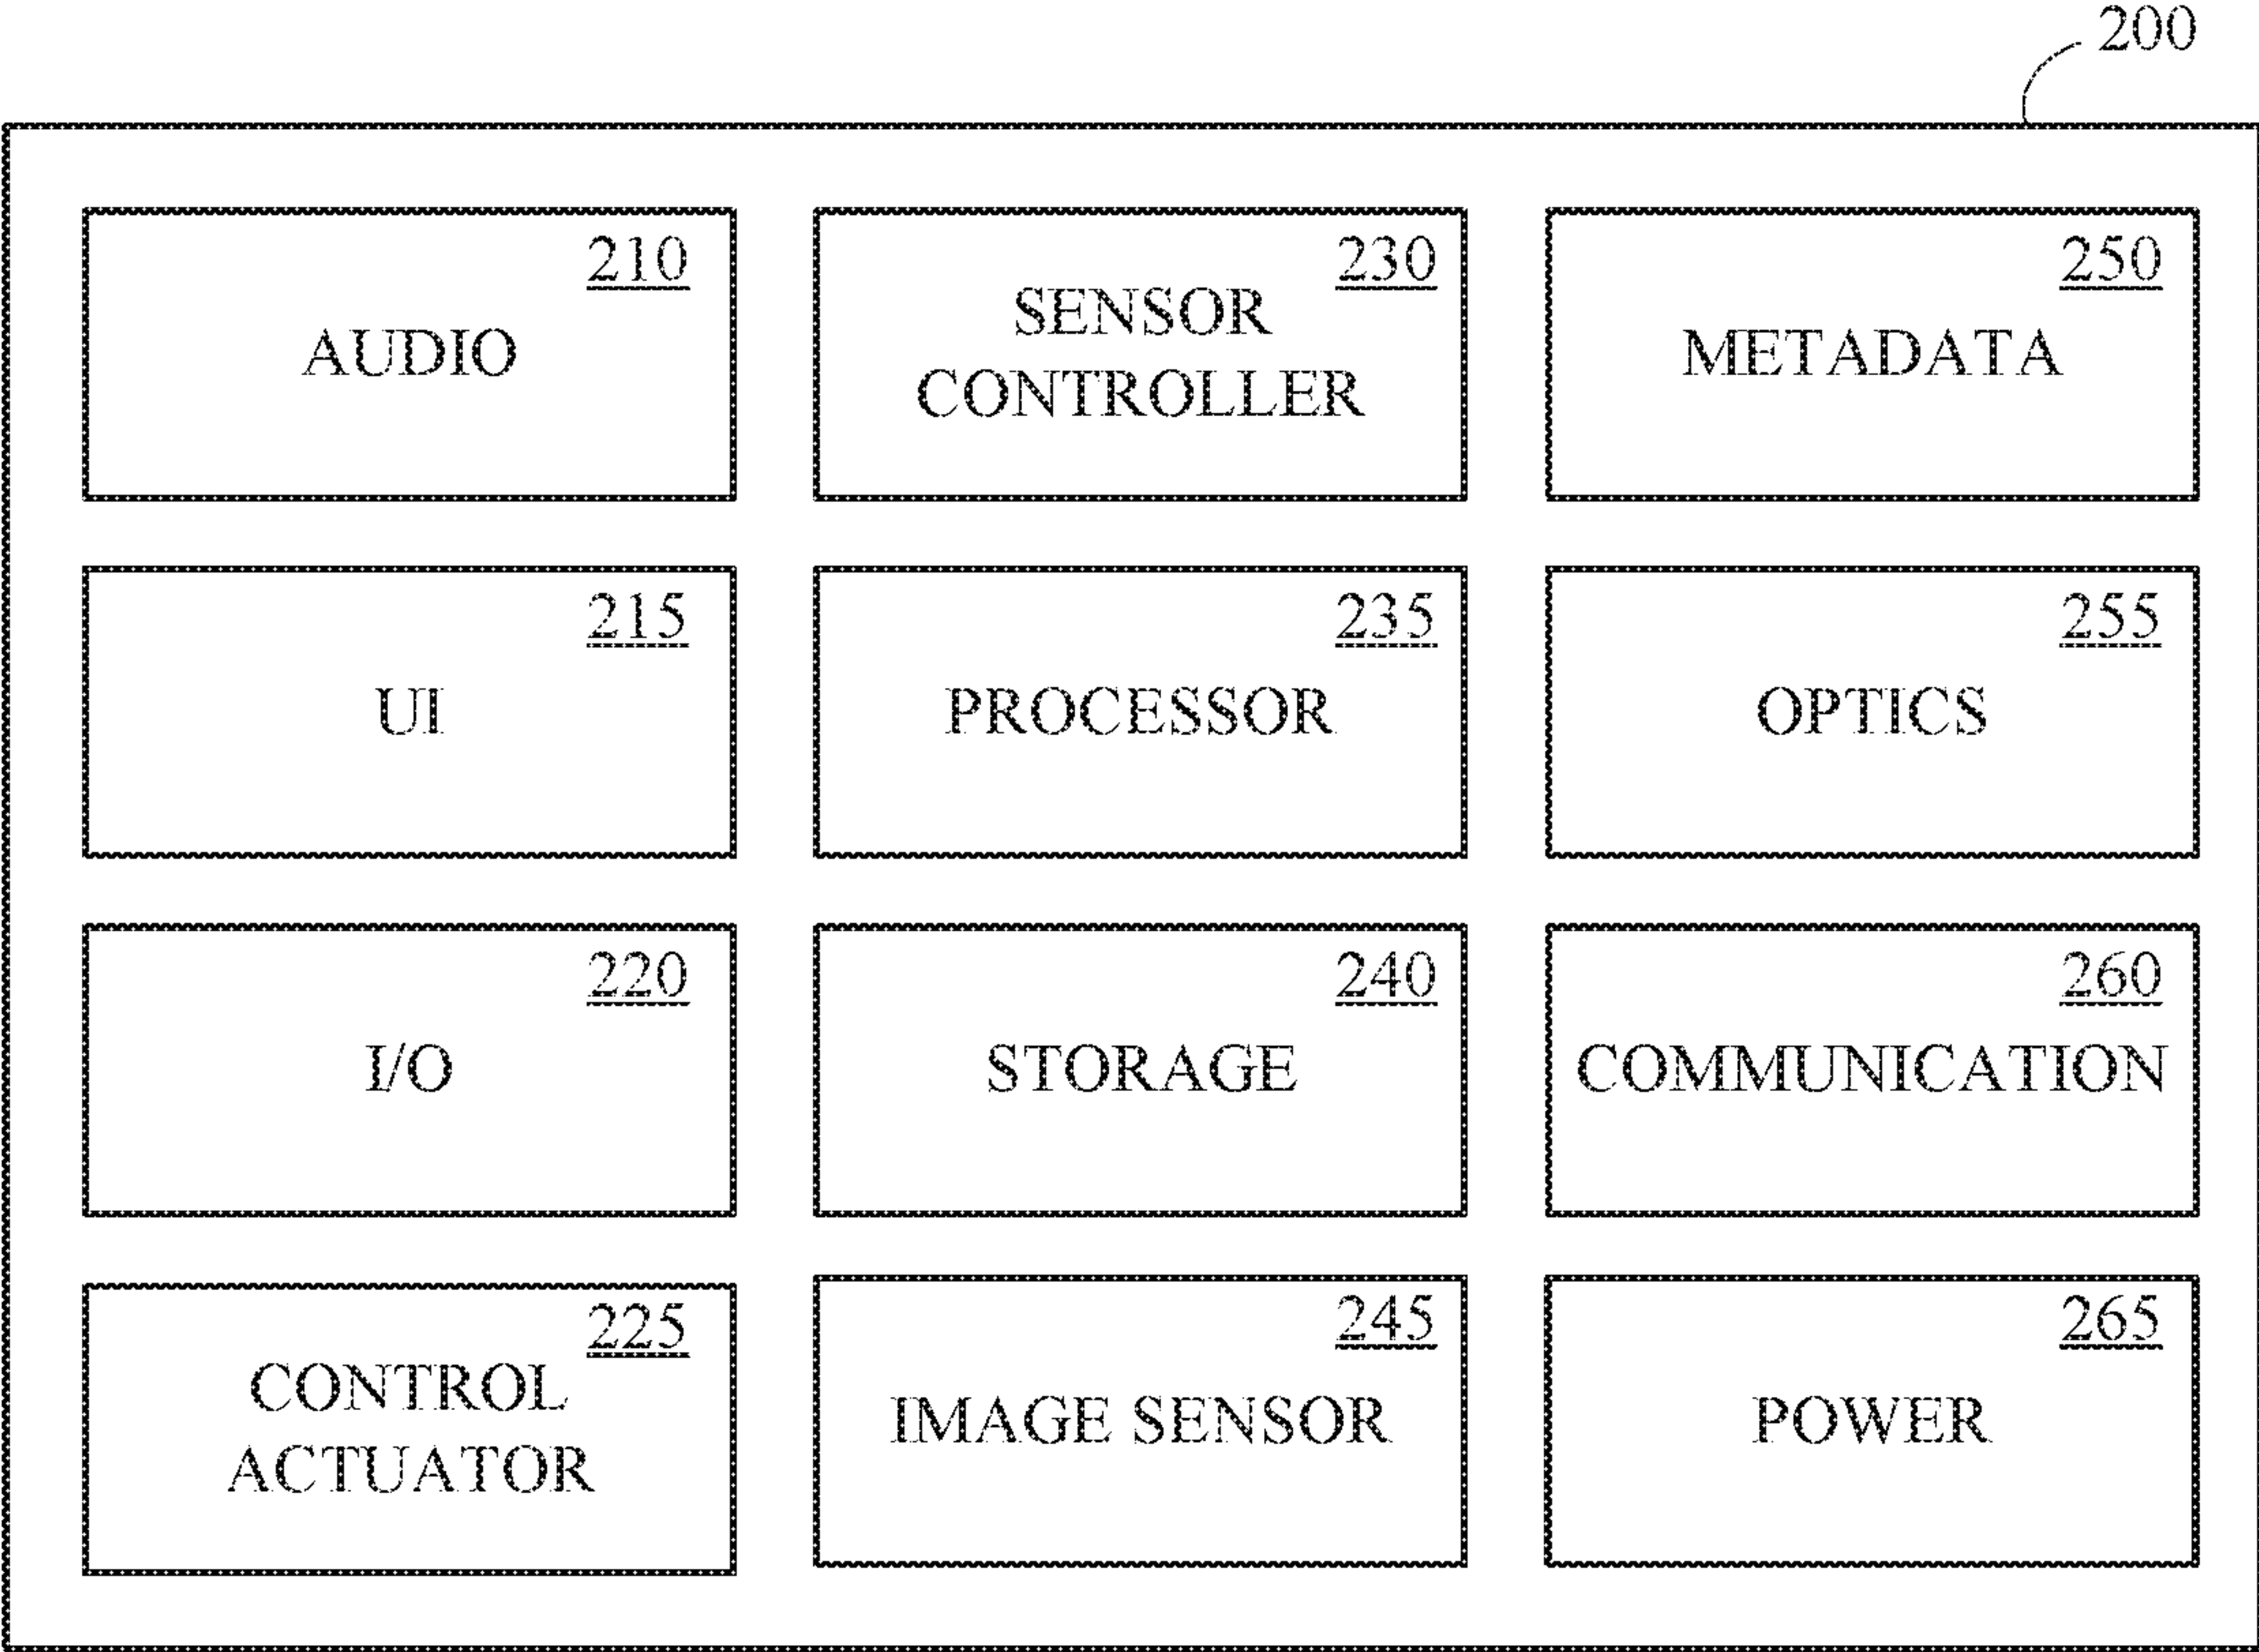 200
210
AUDIO
230
SENSOR
CONTROLLER
250
METADATA
215
UI
235
PROCESSOR
255
OPTICS
220
I/O
240
STORAGE
260
COMMUNICATION
225
CONTROL
ACTUATOR
245
IMAGE SENSOR
265
POWER